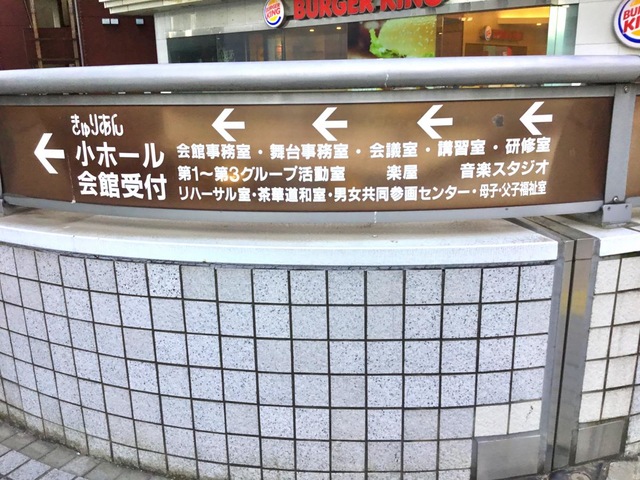 BURGER KING
BURGER KING
BURGER KING
きゅりあん
小ホール
会館受付
会館事務室・舞台事務室・会議室・講習室・研修室
第1～第3グループ活動室 楽屋 音楽スタジオ
リハーサル室・茶華道和室・男女共同参画センター・母子・父子福祉室